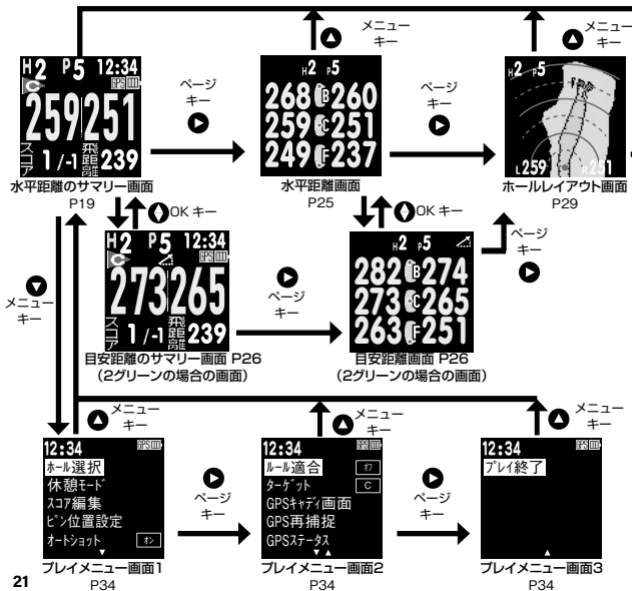 メニュー
キー
メニュー
キー
H2 P5 12:34
GPS
259 251
スコア 1/-1 飛距離 239
水平距離のサマリー画面
P19
ページ
キー
H2 P5
268 B 260
259 C 251
249 F 237
水平距離画面
P25
ページ
キー
H2 P5
L259 R251
ホールレイアウト画面
P29
OK キー
OK キー
メニュー
キー
H2 P5 12:34
GPS
273 265
スコア 1/-1 飛距離 239
目安距離のサマリー画面 P26
(2グリーンの場合の画面)
ページ
キー
H2 P5
282 B 274
273 C 265
263 F 251
目安距離画面 P26
(2グリーンの場合の画面)
ページ
キー
メニュー
キー
メニュー
キー
メニュー
キー
12:34 GPS
ホール選択
休憩モード
スコア編集
ピン位置設定
オートショット オン
プレイメニュー画面1
P34
ページ
キー
12:34 GPS
ルール適合 オフ
ターゲット C
GPSキャディ画面
GPS再捕捉
GPSステータス
プレイメニュー画面2
P34
ページ
キー
12:34 GPS
プレイ終了
プレイメニュー画面3
P34
21